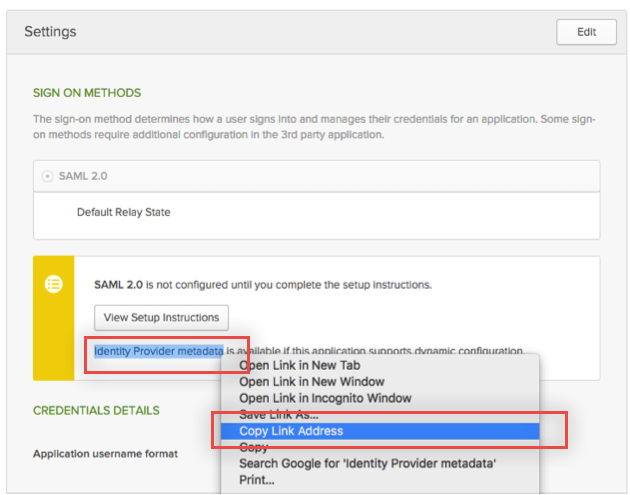 Settings
Edit
SIGN ON METHODS
The sign-on method determines how a user signs into and manages their credentials for an application. Some sign-
on methods require additional configuration in the 3rd party application.
SAML 2.0
Default Relay State
SAML 2.0 is not configured until you complete the setup instructions.
View Setup Instructions
Identity Provider metadata is available if this application supports dynamic configuration.
Open Link in New Tab
Open Link in New Window
Open Link in Incognito Window
Save Link As...
Copy Link Address
Copy
Search Google for 'Identity Provider metadata'
Print...
CREDENTIALS DETAILS
Application username format